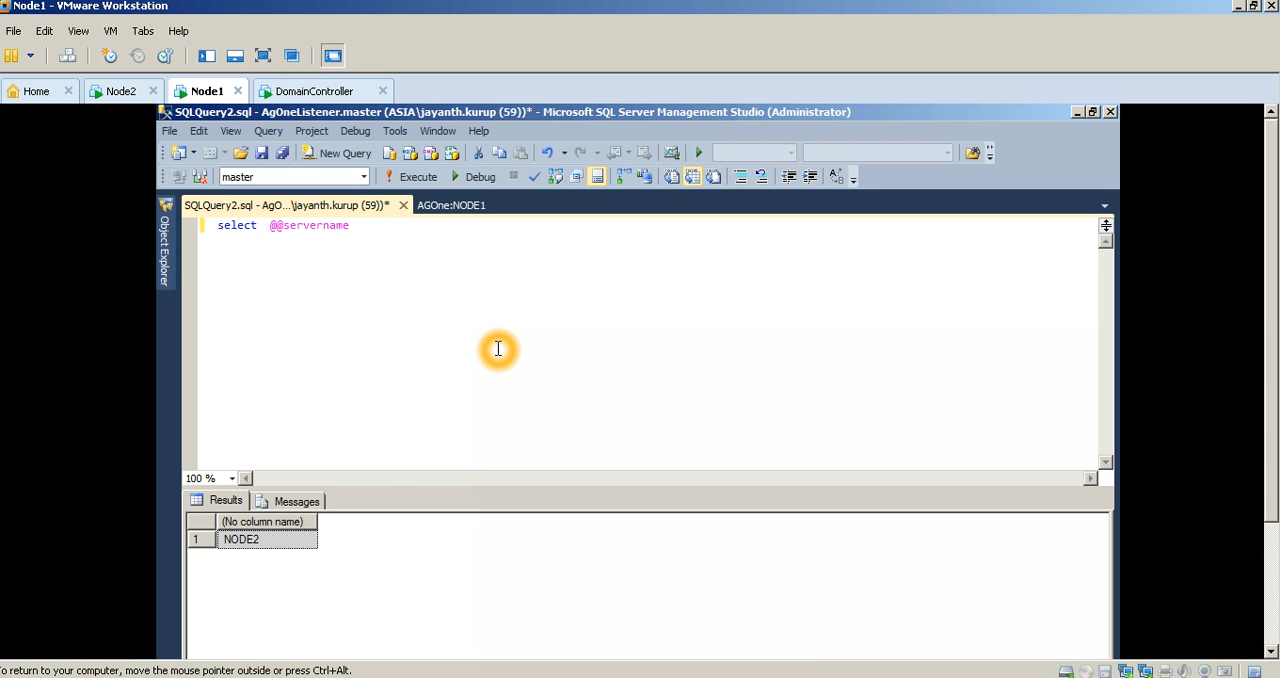 Node1 - VMware Workstation
File Edit View VM Tabs Help
Home Node2 Node1 DomainController
SQLQuery2.sql - AgOneListener.master (ASIA\jayanth.kurup (59))* - Microsoft SQL Server Management Studio (Administrator)
File Edit View Query Project Debug Tools Window Help
New Query
master Execute Debug
SQLQuery2.sql - AgO...\jayanth.kurup (59))* AGOne:NODE1
Object Explorer
select @@servername
100 %
Results Messages
(No column name)
1 NODE2
o return to your computer, move the mouse pointer outside or press Ctrl+Alt.